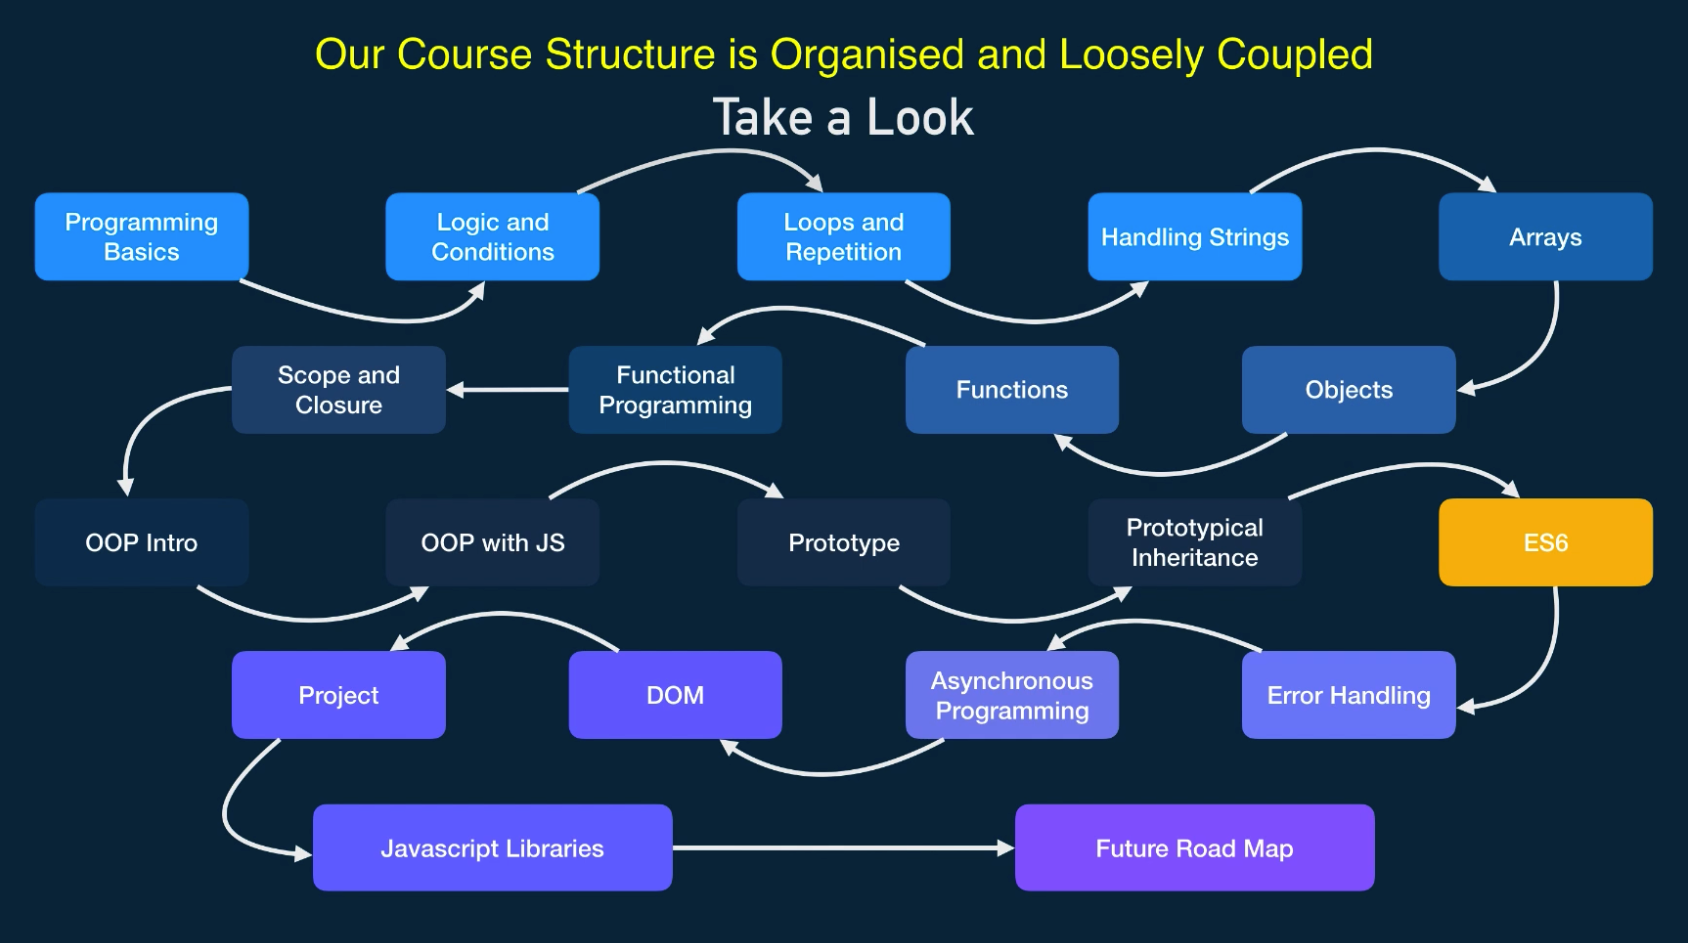 Our Course Structure is Organised and Loosely Coupled
Take a Look
Programming
Basics
Logic and
Conditions
Loops and
Repetition
Handling Strings
Arrays
Scope and
Closure
Functional
Programming
Functions
Objects
OOP Intro
OOP with JS
Prototype
Prototypical
Inheritance
ES6
Project
DOM
Asynchronous
Programming
Error Handling
Javascript Libraries
Future Road Map